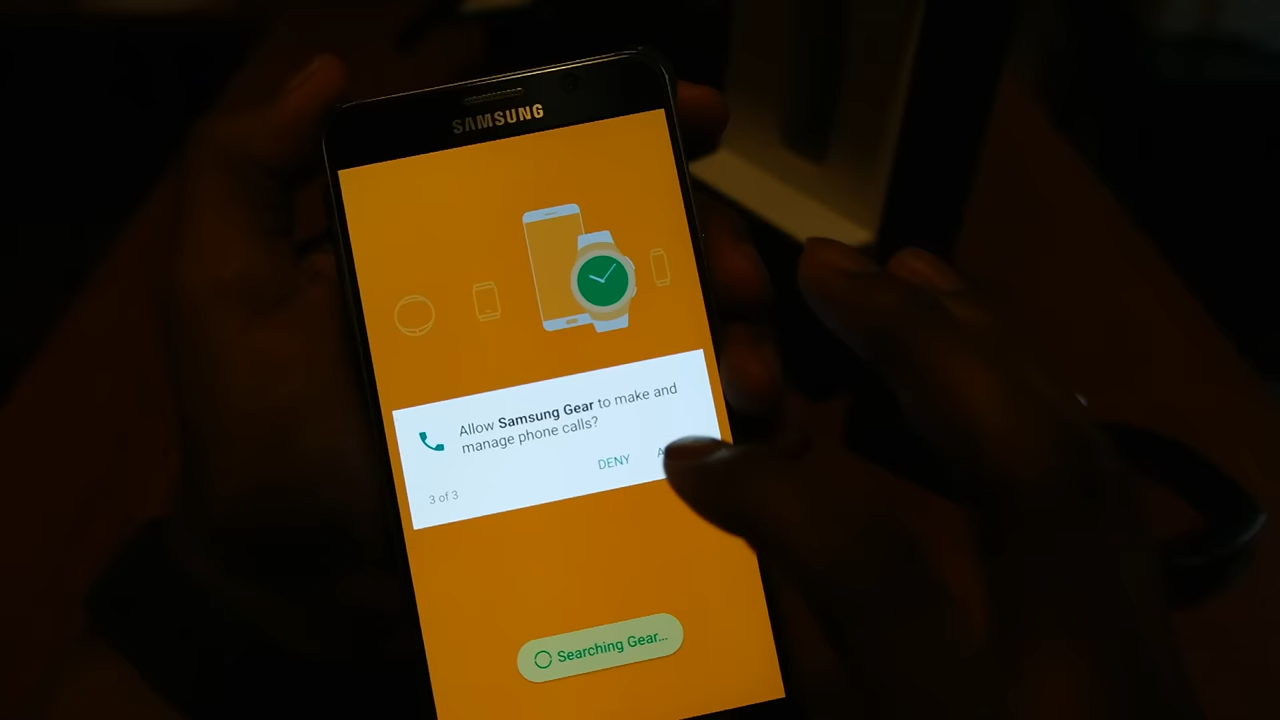 SAMSUNG
Allow Samsung Gear to make and
manage phone calls?
DENY
3 of 3
Searching Gear...